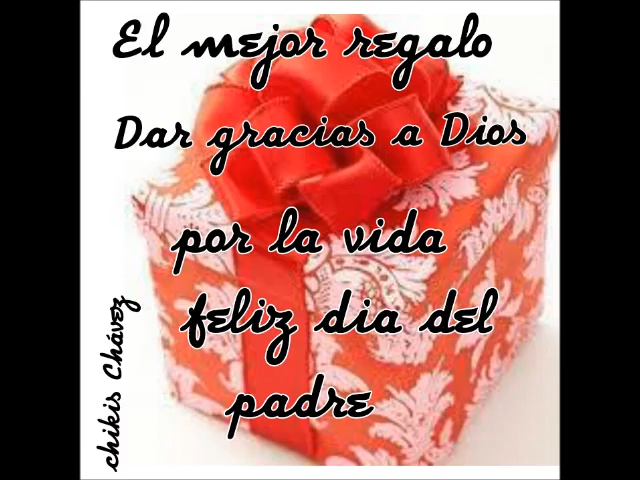 El mejor regalo
Dar gracias a Dios
por la vida
feliz dia del
padre
chikis Chávez